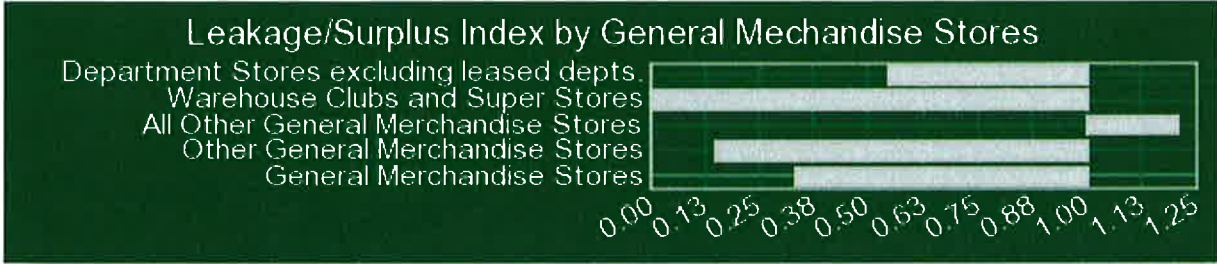 Leakage/Surplus Index by General Mechandise Stores
Department Stores excluding leased depts.
Warehouse Clubs and Super Stores
All Other General Merchandise Stores
Other General Merchandise Stores
General Merchandise Stores
0.00 0.13 0.25 0.38 0.50 0.63 0.75 0.88 1.00 1.13 1.25